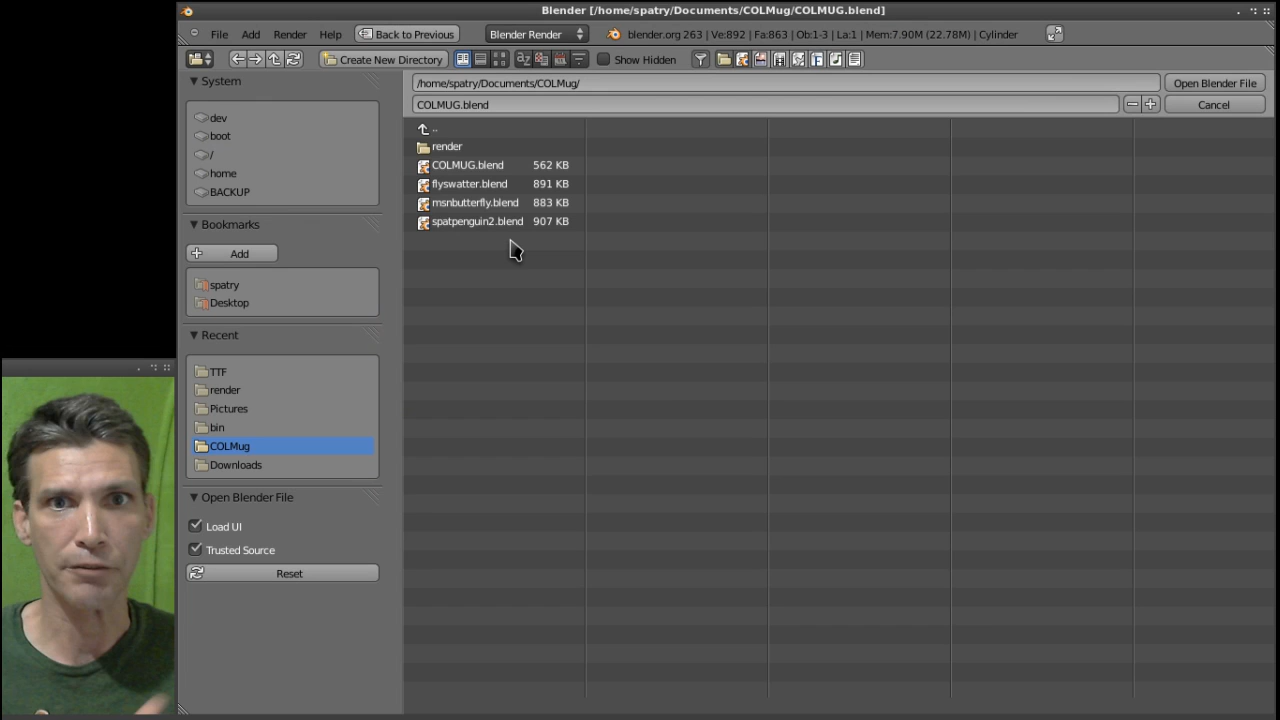 Blender [/home/spatry/Documents/COLMug/COLMUG.blend]
File Add Render Help Back to Previous Blender Render blender.org 263 | Ve:892 | Fa:863 | Ob:1-3 | La:1 | Mem:7.90M (22.78M) | Cylinder
Create New Directory Show Hidden
System
dev
boot
/
home
BACKUP
Bookmarks
Add
spatry
Desktop
Recent
TTF
render
Pictures
bin
COLMug
Downloads
Open Blender File
Load UI
Trusted Source
Reset
/home/spatry/Documents/COLMug/ Open Blender File
COLMUG.blend Cancel
..
render
COLMUG.blend 562 KB
flyswatter.blend 891 KB
msnbutterfly.blend 883 KB
spatpenguin2.blend 907 KB